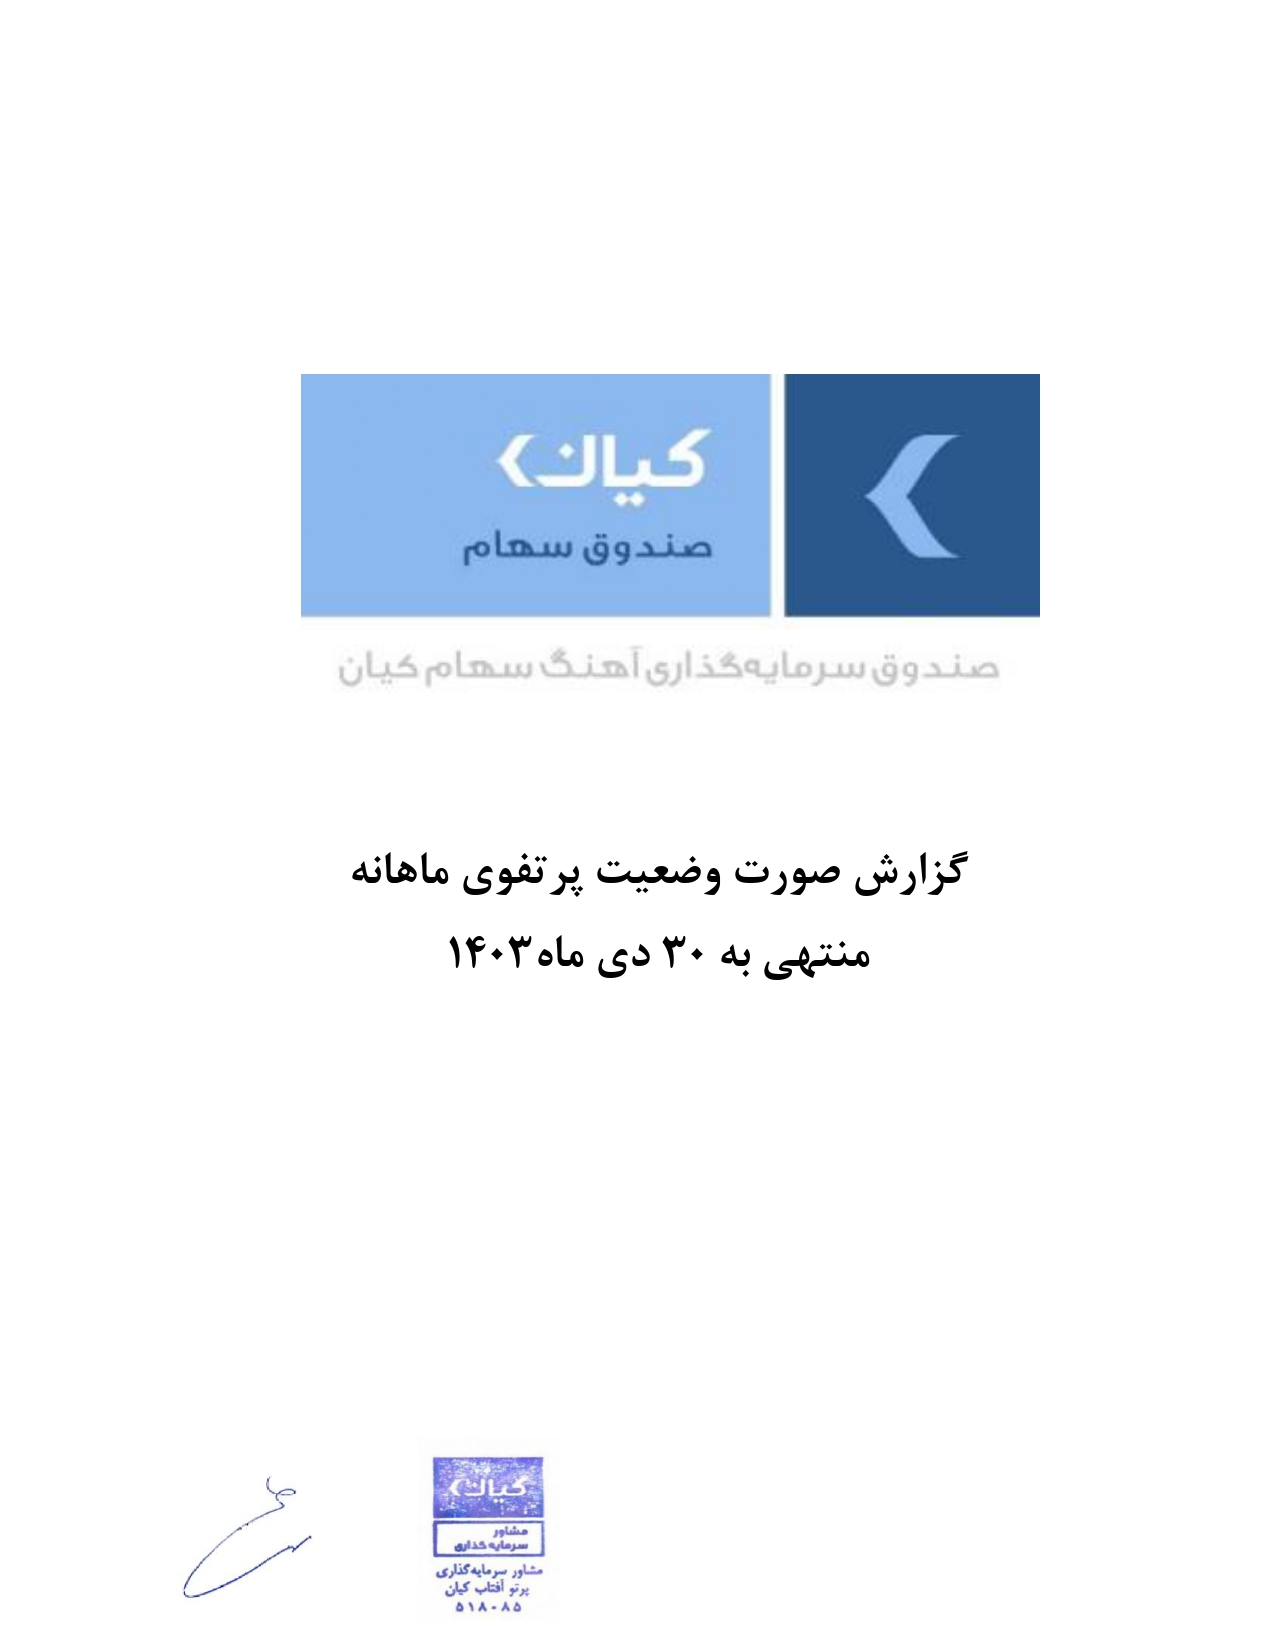 کیان
صندوق سهام
صندوق سرمایه‌گذاری آهنگ سهام کیان
گزارش صورت وضعیت پرتفوی ماهانه
منتهی به ۳۰ دی ماه۱۴۰۳
کیان
مشاور
سرمایه گذاری
مشاور سرمایه گذاری
پرتو آفتاب کیان
۵۱۸۰۸۵